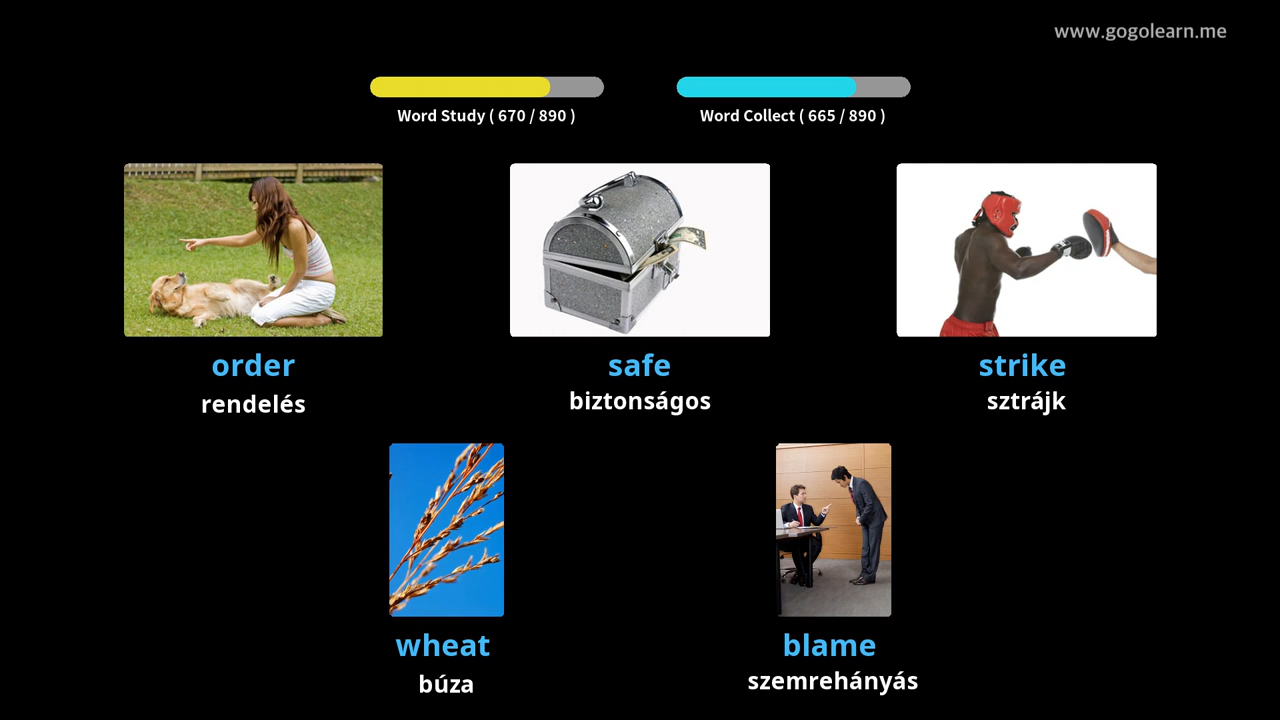 www.gogolearn.me
Word Study ( 670 / 890 )
Word Collect ( 665 / 890 )
order
rendelés
safe
biztonságos
strike
sztrájk
wheat
búza
blame
szemrehányás